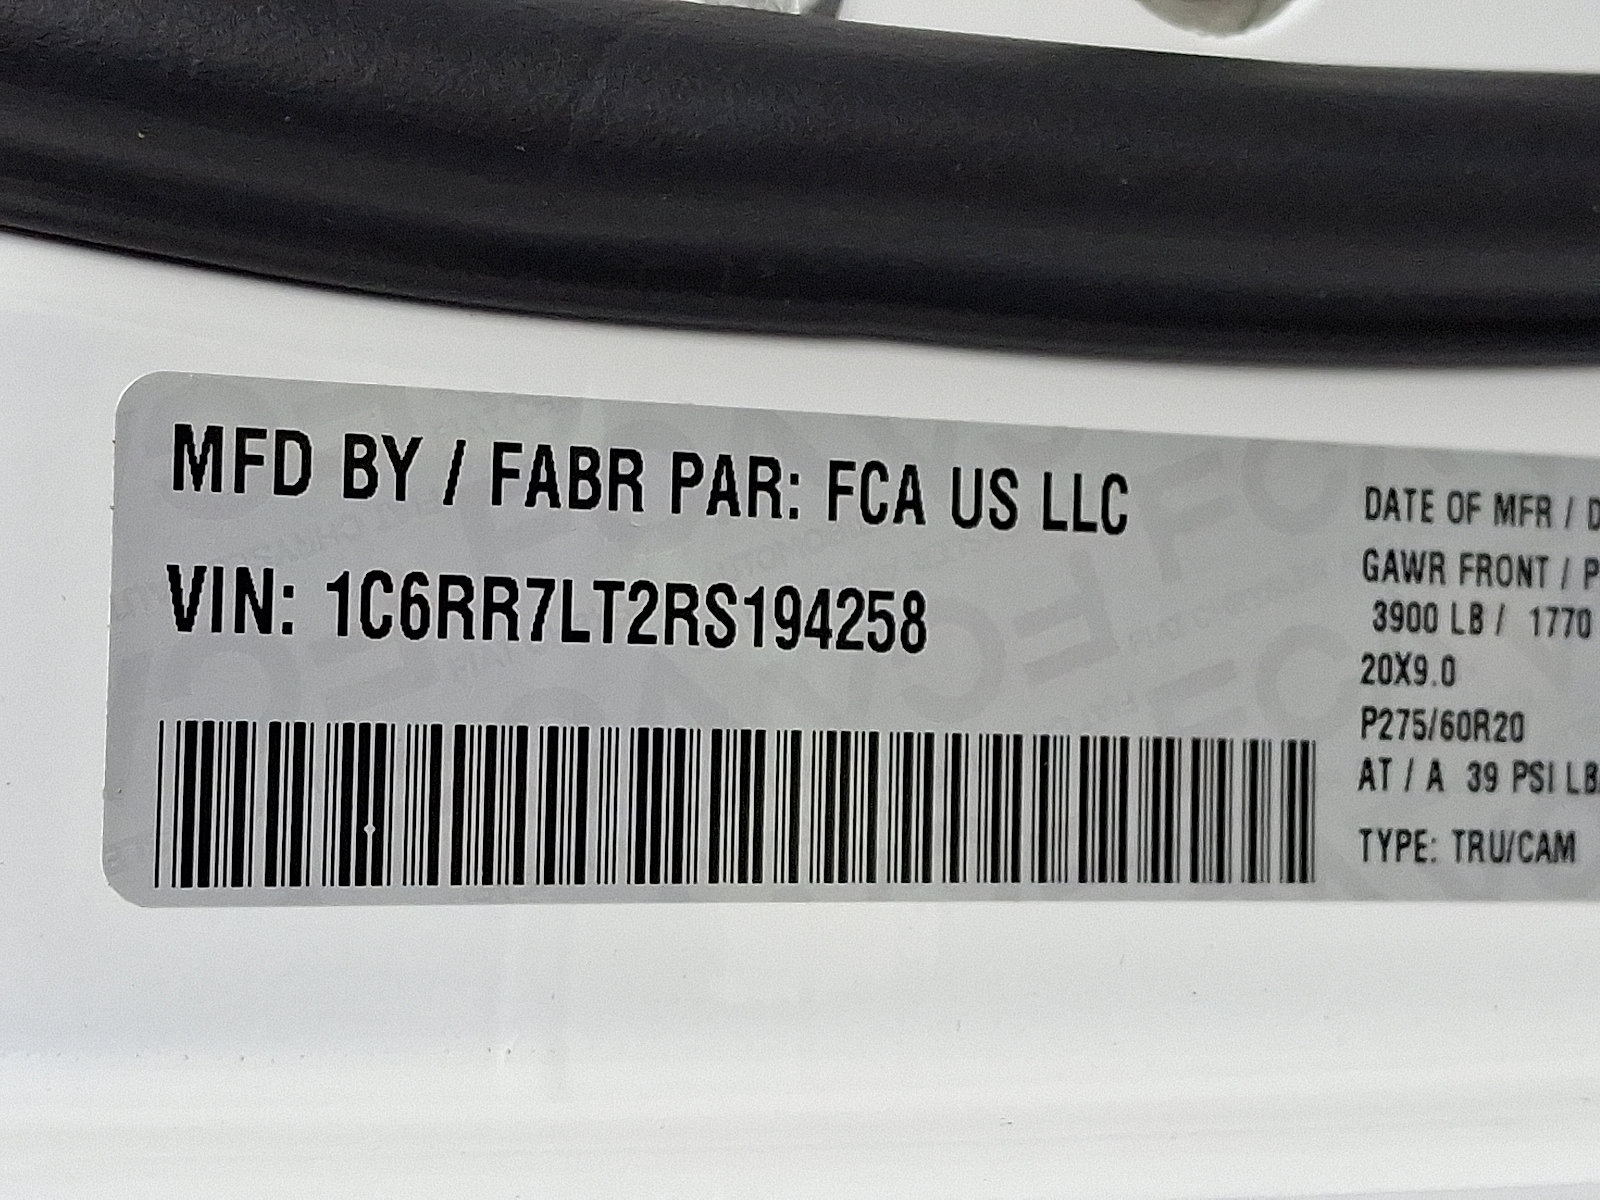 MFD BY / FABR PAR: FCA US LLC
VIN: 1C6RR7LT2RS194258
DATE OF MFR / D
GAWR FRONT / P
3900 LB / 1770
20X9.0
P275/60R20
AT / A 39 PSI LB
TYPE: TRU/CAM